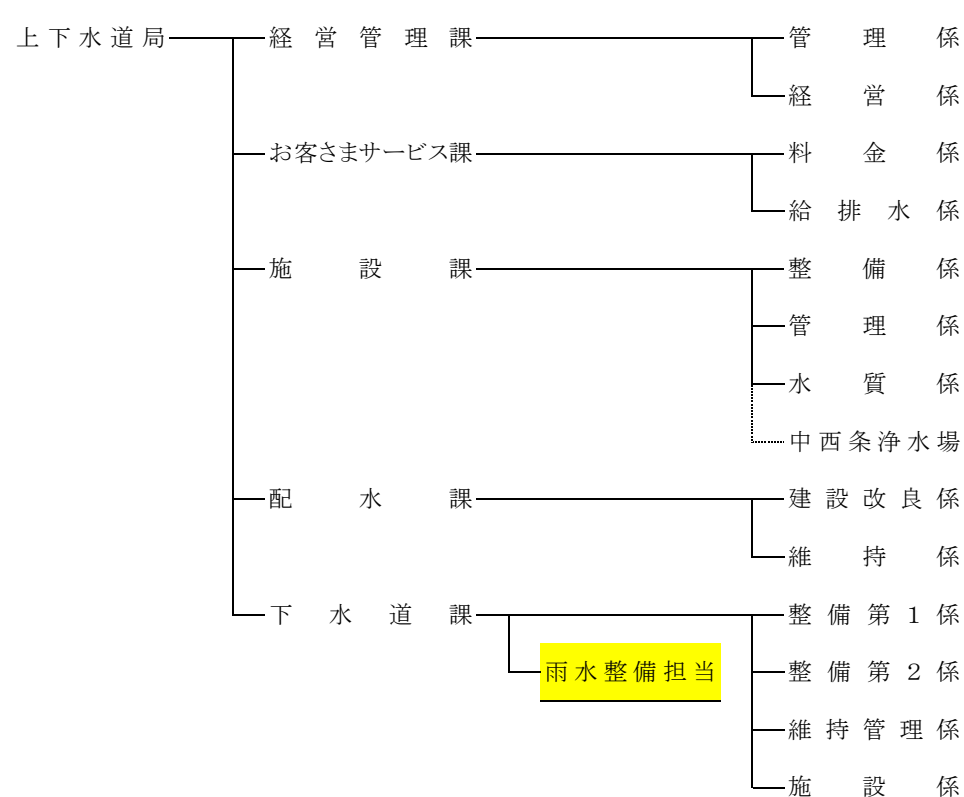 上下水道局 経営管理課 管理係
経営係
お客さまサービス課 料金係
給排水係
施設課 整備係
管理係
水質係
中西条浄水場
配水課 建設改良係
維持係
下水道課 整備第1係
雨水整備担当 整備第2係
維持管理係
施設係